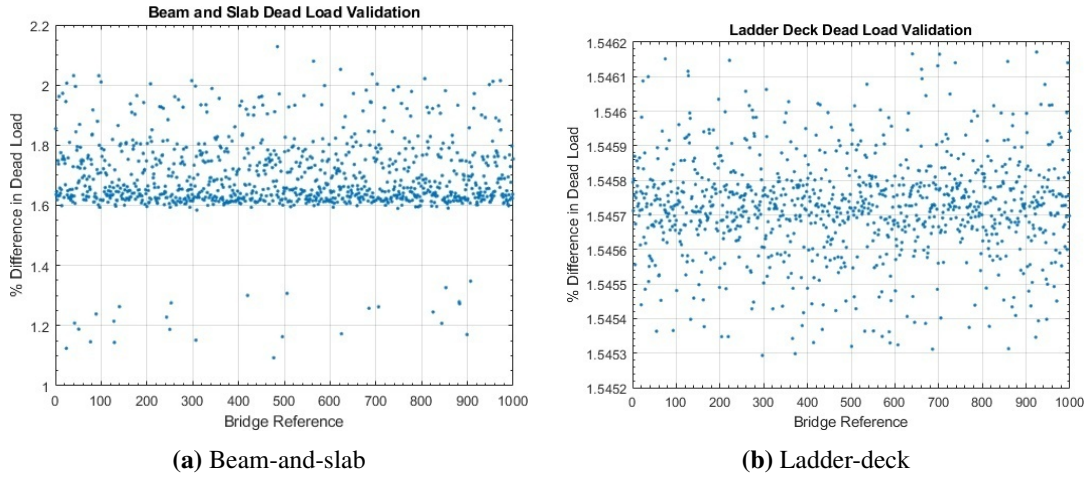 Beam and Slab Dead Load Validation
2.2
2
1.8
1.6
1.4
1.2
1
% Difference in Dead Load
0 100 200 300 400 500 600 700 800 900 1000
Bridge Reference
(a) Beam-and-slab
Ladder Deck Dead Load Validation
1.5462
1.5461
1.546
1.5459
1.5458
1.5457
1.5456
1.5455
1.5454
1.5453
1.5452
% Difference in Dead Load
0 100 200 300 400 500 600 700 800 900 1000
Bridge Reference
(b) Ladder-deck